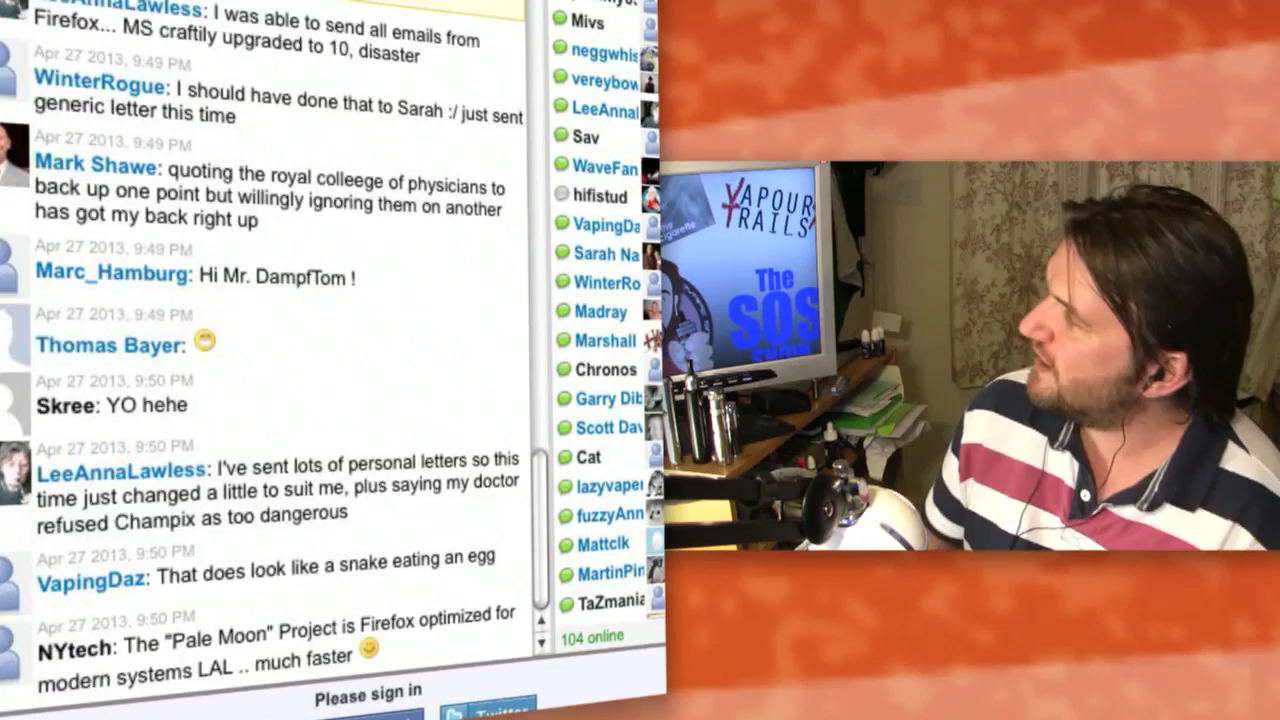 LeeAnnaLawless: I was able to send all emails from
Firefox... MS craftily upgraded to 10, disaster
Apr 27 2013, 9:49 PM
WinterRogue: I should have done that to Sarah :/ just sent
generic letter this time
Apr 27 2013, 9:49 PM
Mark Shawe: quoting the royal colleege of physicians to
back up one point but willingly ignoring them on another
has got my back right up
Apr 27 2013, 9:49 PM
Marc_Hamburg: Hi Mr. DampfTom !
Apr 27 2013, 9:49 PM
Thomas Bayer:
Apr 27 2013, 9:50 PM
Skree: YO hehe
Apr 27 2013, 9:50 PM
LeeAnnaLawless: I've sent lots of personal letters so this
time just changed a little to suit me, plus saying my doctor
refused Champix as too dangerous
Apr 27 2013, 9:50 PM
VapingDaz: That does look like a snake eating an egg
Apr 27 2013, 9:50 PM
NYtech: The "Pale Moon" Project is Firefox optimized for
modern systems LAL .. much faster
Please sign in
Twitter
Mivs
neggwhis
vereybow
LeeAnnal
Sav
WaveFan
hifistud
VapingDa
Sarah Na
WinterRo
Madray
Marshall
Chronos
Garry Dib
Scott Dav
Cat
lazyvaper
fuzzyAnn
Mattclk
MartinPin
TaZmania
104 online
VAPOUR
TRAILS
cigarette
The
SOS
SHOW